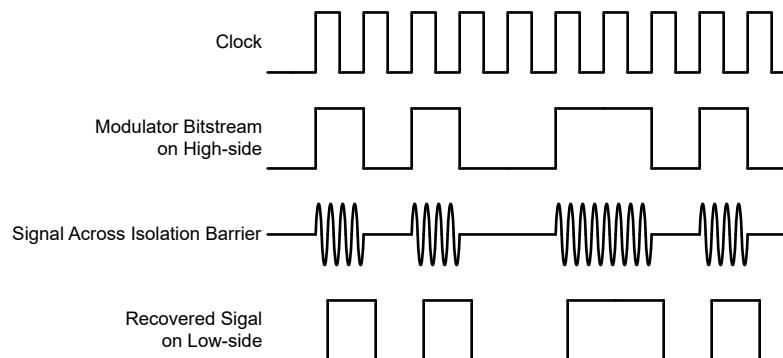 Clock
Modulator Bitstream
on High-side
Signal Across Isolation Barrier
Recovered Sigal
on Low-side